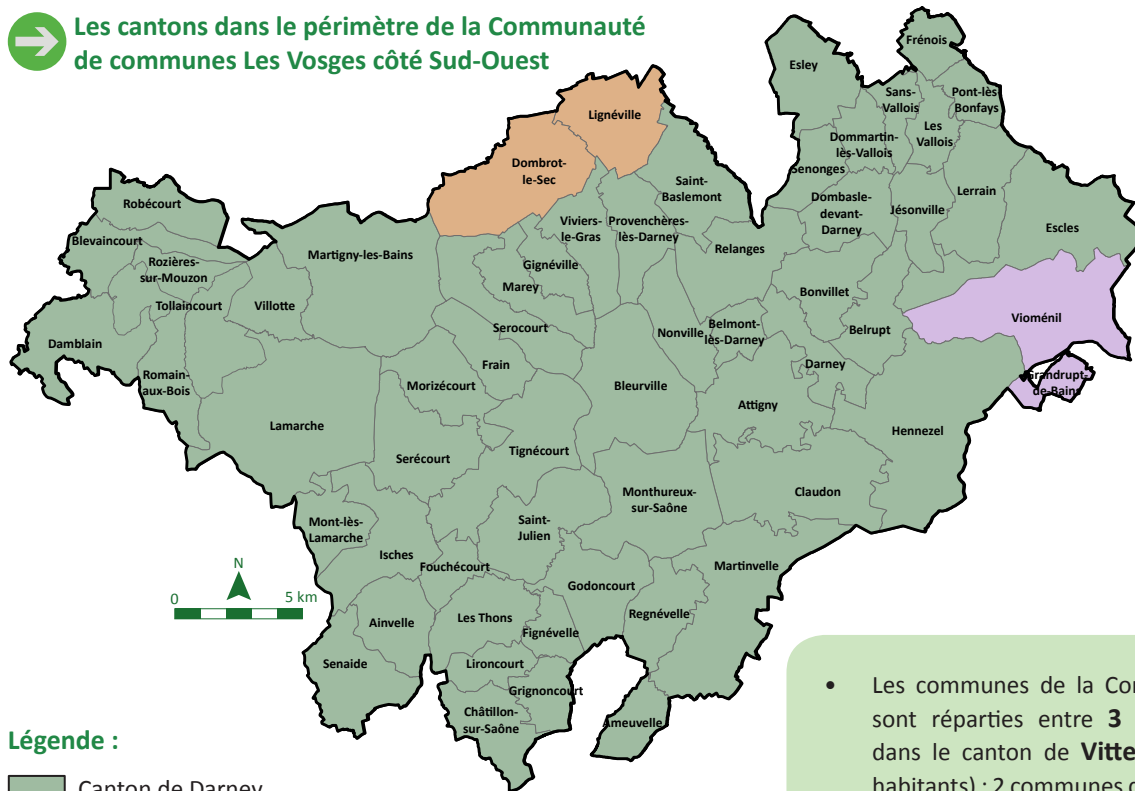 Les cantons dans le périmètre de la Communauté
de communes Les Vosges côté Sud-Ouest
Frénois
Esley
Sans-
Vallois
Pont-lès
Bonfays
Lignéville
Les
Vallois
Dommartin
lès-Vallois
Dombrot-
le-Sec
Senonges
Saint-
Baslemont
Lerrain
Dombasle-
devant-
Darney
Jésonville
Robécourt
Viviers-
le-Gras
Provenchères-
lès-Darney
Escles
Blevaincourt
Martigny-les-Bains
Relanges
Rozières-
sur-Mouzon
Gignéville
Marey
Bonvillet
Tollaincourt
Villotte
Vioménil
Serocourt
Nonville
Belmont-
lès-Darney
Belrupt
Damblain
Frain
Darney
Romain-
aux-Bois
Morizécourt
Bleurville
Grandrupt-
de-Bains
Attigny
Lamarche
Hennezel
Tignécourt
Serécourt
Monthureux-
sur-Saône
Claudon
Mont-lès-
Lamarche
Saint-
Julien
Isches
Fouchécourt
Martinvelle
N
0
5 km
Godoncourt
Regnévelle
Ainvelle
Les Thons
Fignévelle
Senaide
Lironcourt
Grignoncourt
Châtillon-
sur-Saône
Ameuvelle
Légende :
Canton de Darney
• Les communes de la Com
sont réparties entre 3
dans le canton de Vitte
habitants) ; 2 communes d